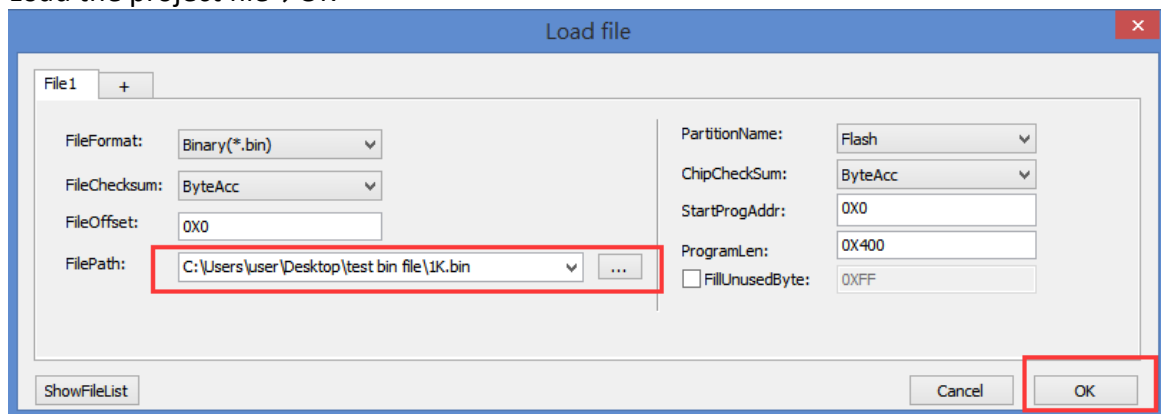 Load the project file , OK
Load file
File1
+
FileFormat: Binary(*.bin)
FileChecksum: ByteAcc
FileOffset: 0X0
FilePath: C:\Users\user\Desktop\test bin file\1K.bin ...
PartitionName: Flash
ChipCheckSum: ByteAcc
StartProgAddr: 0X0
ProgramLen: 0X400
FillUnusedByte: 0XFF
ShowFileList
Cancel
OK